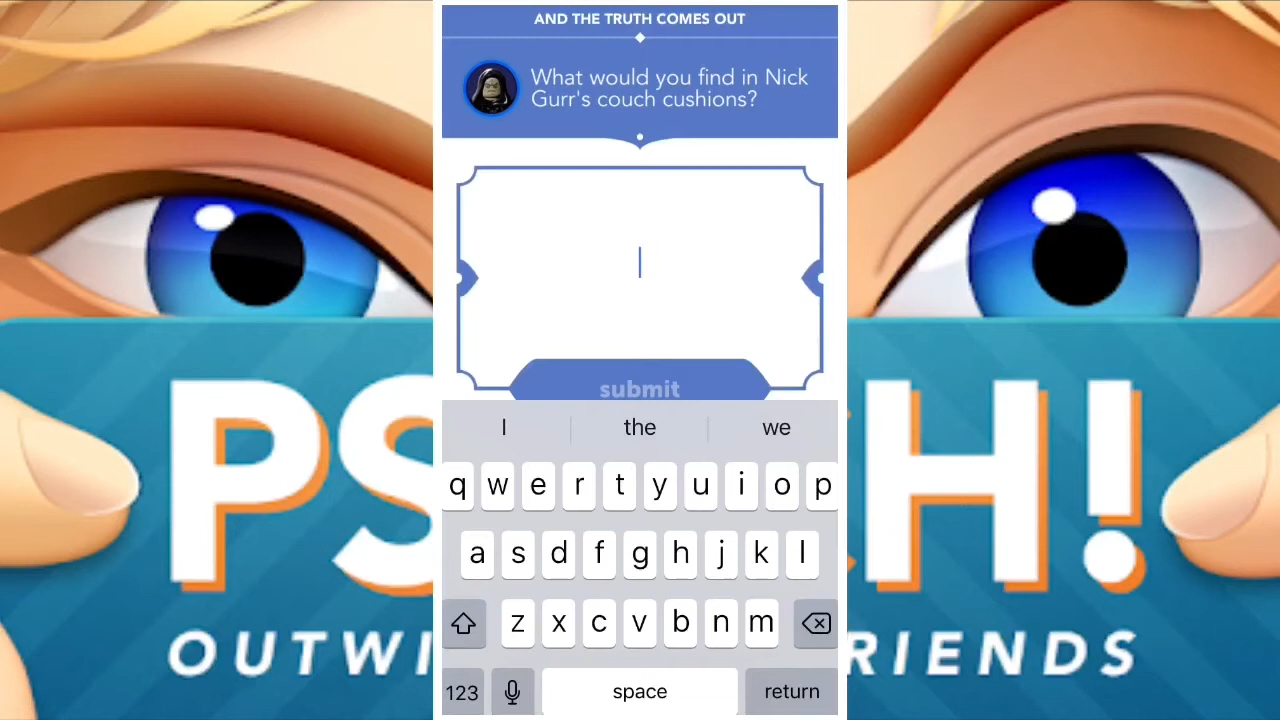 AND THE TRUTH COMES OUT
What would you find in Nick
Gurr's couch cushions?
submit
I the we
q w e r t y u i o p
a s d f g h j k l
z x c v b n m
123 space return
PS H!
OUTWI RIENDS